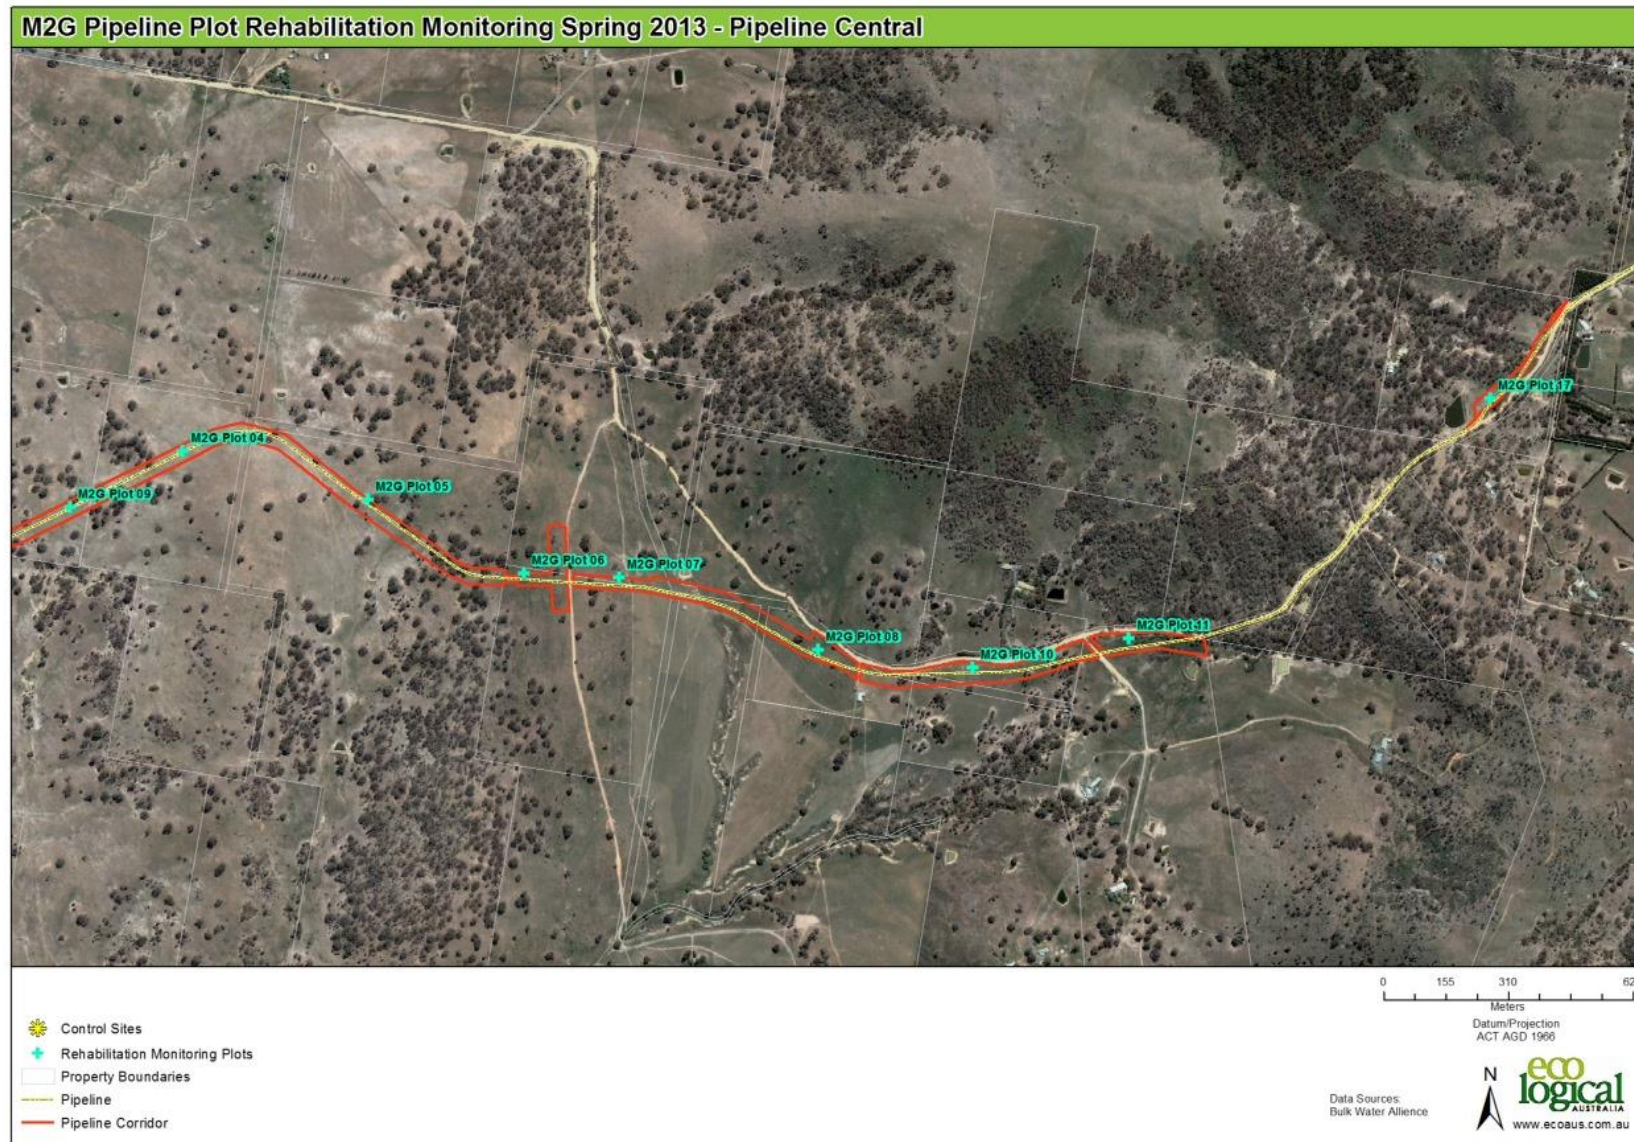 M2G Pipeline Plot Rehabilitation Monitoring Spring 2013 - Pipeline Central
M2G Plot 17
M2G Plot 04
M2G Plot 05
M2G Plot 09
M2G Plot 06
M2G Plot 07
M2G Plot 08
M2G Plot 11
M2G Plot 10
0 155 310 62
Meters
Datum/Projection
ACT AGD 1966
Control Sites
Rehabilitation Monitoring Plots
Property Boundaries
Pipeline
Pipeline Corridor
Data Sources:
Bulk Water Allience
N
eco
logical
AUSTRALIA
www.ecoaus.com.au